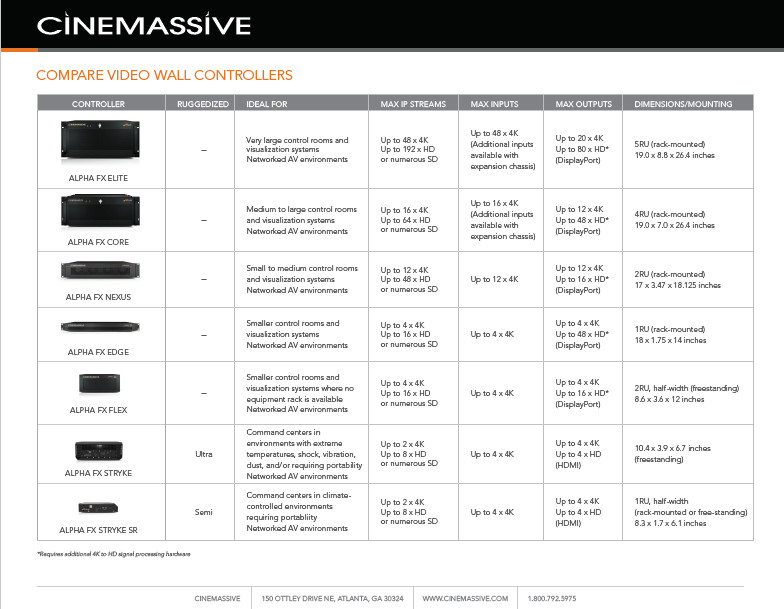 CINEMASSIVE
COMPARE VIDEO WALL CONTROLLERS
CONTROLLER RUGGEDIZED IDEAL FOR MAX IP STREAMS MAX INPUTS MAX OUTPUTS DIMENSIONS/MOUNTING
ALPHA FX ELITE
—
Very large control rooms and
visualization systems
Networked AV environments
Up to 48 x 4K
Up to 192 x HD
or numerous SD
Up to 48 x 4K
(Additional inputs
available with
expansion chassis)
Up to 20 x 4K
Up to 80 x HD*
(DisplayPort)
5RU (rack-mounted)
19.0 x 8.8 x 26.4 inches
ALPHA FX CORE
—
Medium to large control rooms
and visualization systems
Networked AV environments
Up to 16 x 4K
Up to 64 x HD
or numerous SD
Up to 16 x 4K
(Additional inputs
available with
expansion chassis)
Up to 12 x 4K
Up to 48 x HD*
(DisplayPort)
4RU (rack-mounted)
19.0 x 7.0 x 26.4 inches
ALPHA FX NEXUS
—
Small to medium control rooms
and visualization systems
Networked AV environments
Up to 12 x 4K
Up to 48 x HD
or numerous SD
Up to 12 x 4K
Up to 12 x 4K
Up to 16 x HD*
(DisplayPort)
2RU (rack-mounted)
17 x 3.47 x 18.125 inches
ALPHA FX EDGE
—
Smaller control rooms and
visualization systems
Networked AV environments
Up to 4 x 4K
Up to 16 x HD
or numerous SD
Up to 4 x 4K
Up to 4 x 4K
Up to 48 x HD*
(DisplayPort)
1RU (rack-mounted)
18 x 1.75 x 14 inches
ALPHA FX FLEX
—
Smaller control rooms and
visualization systems where no
equipment rack is available
Networked AV environments
Up to 4 x 4K
Up to 16 x HD
or numerous SD
Up to 4 x 4K
Up to 4 x 4K
Up to 16 x HD*
(DisplayPort)
2RU, half-width (freestanding)
8.6 x 3.6 x 12 inches
ALPHA FX STRYKE
Ultra
Command centers in
environments with extreme
temperatures, shock, vibration,
dust, and/or requiring portability
Networked AV environments
Up to 2 x 4K
Up to 8 x HD
or numerous SD
Up to 4 x 4K
Up to 4 x 4K
Up to 4 x HD
(HDMI)
10.4 x 3.9 x 6.7 inches
(freestanding)
ALPHA FX STRYKE SR
Semi
Command centers in climate-
controlled environments
requiring portabliity
Networked AV environments
Up to 2 x 4K
Up to 8 x HD
or numerous SD
Up to 4 x 4K
Up to 4 x 4K
Up to 4 x HD
(HDMI)
1RU, half-width
(rack-mounted or free-standing)
8.3 x 1.7 x 6.1 inches
*Requires additional 4K to HD signal processing hardware
CINEMASSIVE 150 OTTLEY DRIVE NE, ATLANTA, GA 30324 WWW.CINEMASSIVE.COM 1.800.792.5975